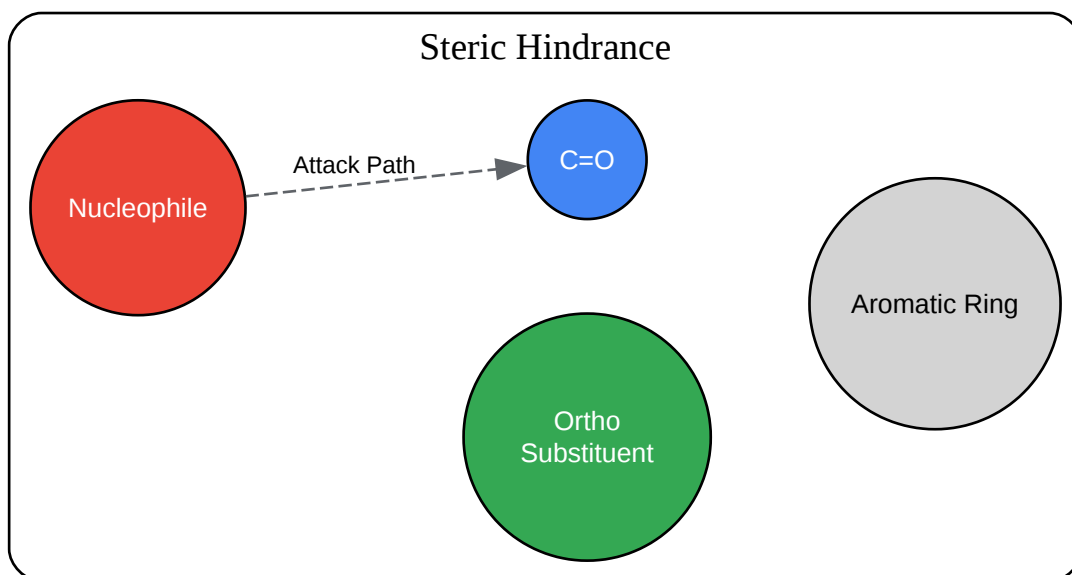 Steric Hindrance
Attack Path
C=O
Nucleophile
Aromatic Ring
Ortho
Substituent